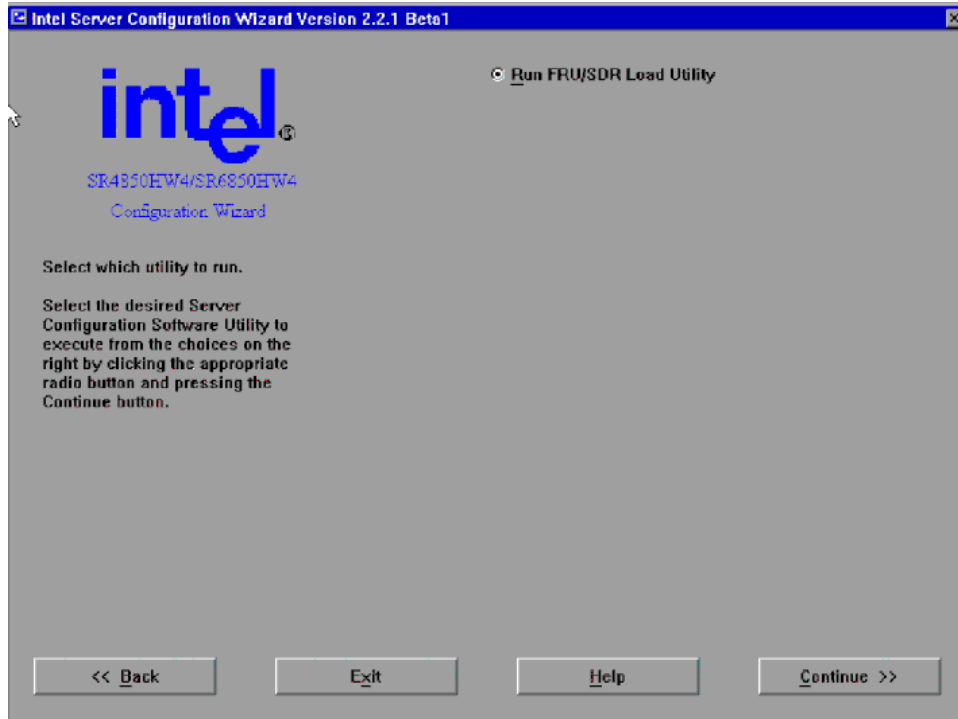 Intel Server Configuration Wizard Version 2.2.1 Beta1
intel®
SR4850HW4/SR6850HW4
Configuration Wizard
Select which utility to run.
Select the desired Server
Configuration Software Utility to
execute from the choices on the
right by clicking the appropriate
radio button and pressing the
Continue button.
Run FRU/SDR Load Utility
<< Back
Exit
Help
Continue >>